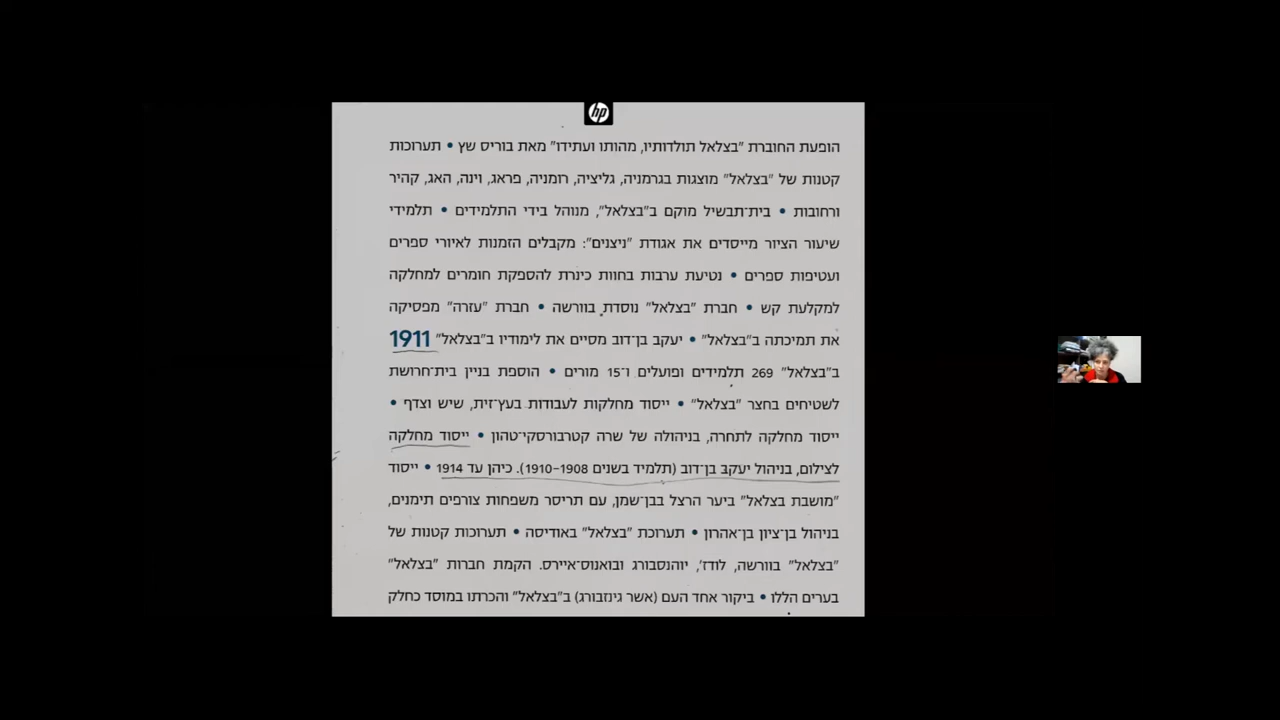 hp
הופעת החוברת "בצלאל תולדותיו, מהותו ועתידו" מאת בוריס שץ • תערוכות
קטנות של "בצלאל" מוצגות בגרמניה, גליציה, רומניה, פראג, וינה, האג, קהיר
ורחובות • בית־תבשיל מוקם ב"בצלאל", מנוהל בידי התלמידים • תלמידי
שיעור הציור מייסדים את אגודת "ניצנים": מקבלים הזמנות לאיורי ספרים
ועטיפות ספרים • נטיעת ערבות בחוות כינרת להספקת חומרים למחלקה
למקלעת קש • חברת "בצלאל" נוסדת בוורשה • חברת "עזרה" מפסיקה
את תמיכתה ב"בצלאל" • יעקב בן־דוב מסיים את לימודיו ב"בצלאל" 1911
ב"בצלאל" 269 תלמידים ופועלים ו־15 מורים • הוספת בניין בית־חרושת
לשטיחים בחצר "בצלאל" • ייסוד מחלקות לעבודות בעץ־זית, שיש וצדף •
ייסוד מחלקה לתחרה, בניהולה של שרה קטרבורסקי־טהון • ייסוד מחלקה
לצילום, בניהול יעקב בן־דוב (תלמיד בשנים 1908–1910). כיהן עד 1914 • ייסוד
"מושבת בצלאל" ביער הרצל בבן־שמן, עם תריסר משפחות צורפים תימנים,
בניהול בן־ציון בן־אהרון • תערוכת "בצלאל" באודיסה • תערוכות קטנות של
"בצלאל" בוורשה, לודז', יוהנסבורג ובואנוס־איירס. הקמת חברות "בצלאל"
בערים הללו • ביקור אחד העם (אשר גינזבורג) ב"בצלאל" והכרתו במוסד כחלק